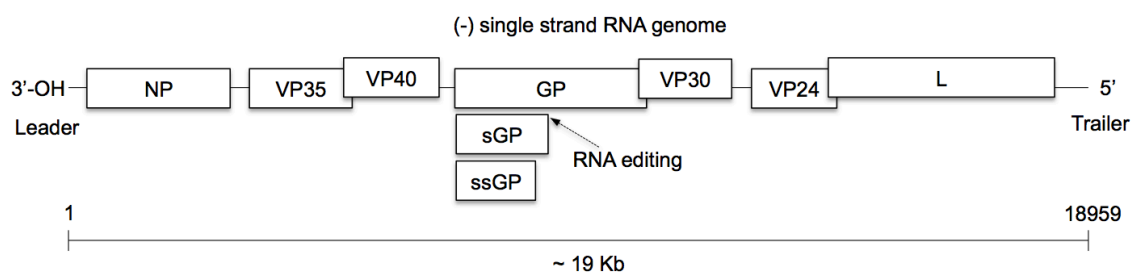 (-) single strand RNA genome
3'-OH NP VP35 VP40 GP VP30 VP24 L 5'
Leader Trailer
sGP
RNA editing
ssGP
1 18959
~ 19 Kb